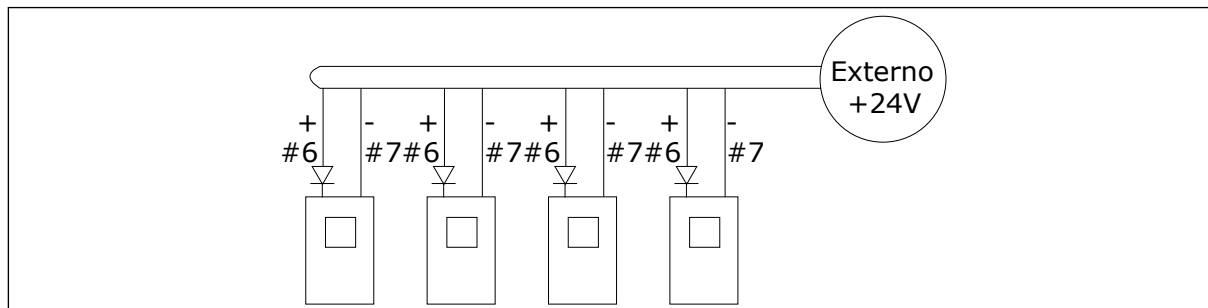 Externo
+24V
+ - + - + - + -
#6 #7#6 #7#6 #7#6 #7